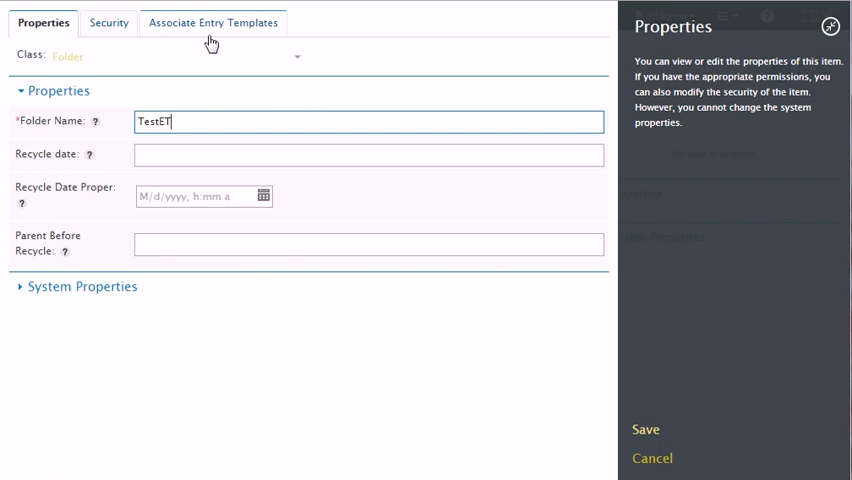 Properties Security Associate Entry Templates
Class: Folder
Properties
*Folder Name: ? TestET
Recycle date: ?
Recycle Date Proper: ? M/d/yyyy, h:mm a
Parent Before
Recycle: ?
System Properties
Properties
You can view or edit the properties of this item.
If you have the appropriate permissions, you
can also modify the security of the item.
However, you cannot change the system
properties.
Save
Cancel